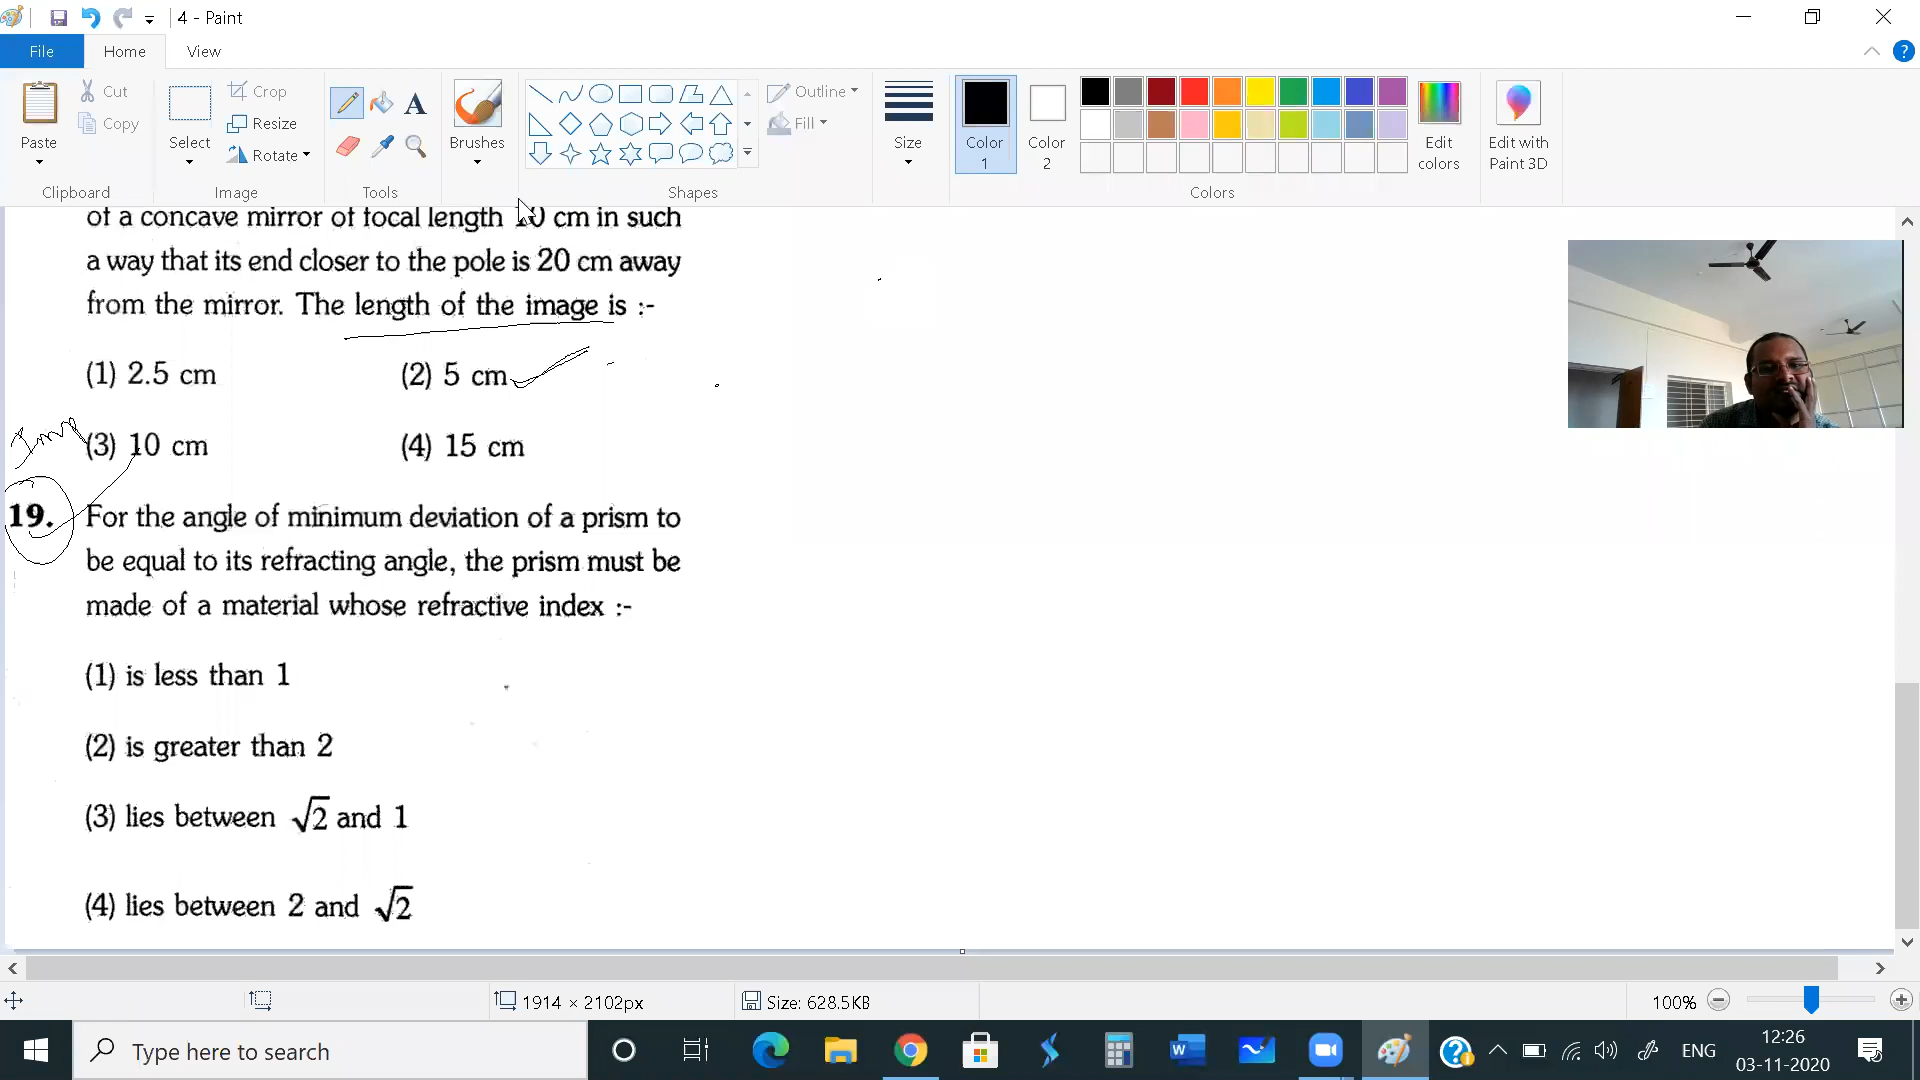 4 - Paint
File
Home
View
Paste
Cut
Copy
Clipboard
Select
Crop
Resize
Rotate
Image
A
Tools
Brushes
Shapes
Outline
Fill
Size
Color 1
Color 2
Colors
Edit colors
Edit with Paint 3D
of a concave mirror of focal length 10 cm in such
a way that its end closer to the pole is 20 cm away
from the mirror. The length of the image is :-
(1) 2.5 cm (2) 5 cm
(3) 10 cm (4) 15 cm
19. For the angle of minimum deviation of a prism to
be equal to its refracting angle, the prism must be
made of a material whose refractive index :-
(1) is less than 1
(2) is greater than 2
(3) lies between √2 and 1
(4) lies between 2 and √2
1914 × 2102px
Size: 628.5KB
100%
Type here to search
ENG
12:26
03-11-2020